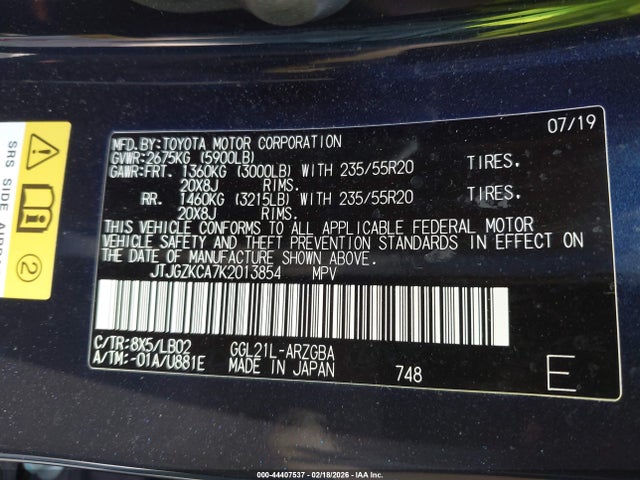 07/19
MFD.BY:TOYOTA MOTOR CORPORATION
GVWR:2675KG (5900LB)
GAWR:FRT. 1360KG (3000LB) WITH 235/55R20 TIRES.
20X8J RIMS.
RR. 1460KG (3215LB) WITH 235/55R20 TIRES.
20X8J RIMS.
THIS VEHICLE CONFORMS TO ALL APPLICABLE FEDERAL MOTOR
VEHICLE SAFETY AND THEFT PREVENTION STANDARDS IN EFFECT ON
THE DATE OF MANUFACTURE SHOWN ABOVE.
JTJGZKCA7K2013854 MPV
C/TR:8X5/LB02 GGL21L-ARZGBA
A/TM:-01A/U881E MADE IN JAPAN 748 E
SRS SIDE
2
000-44407537 - 02/18/2026 - IAA Inc.